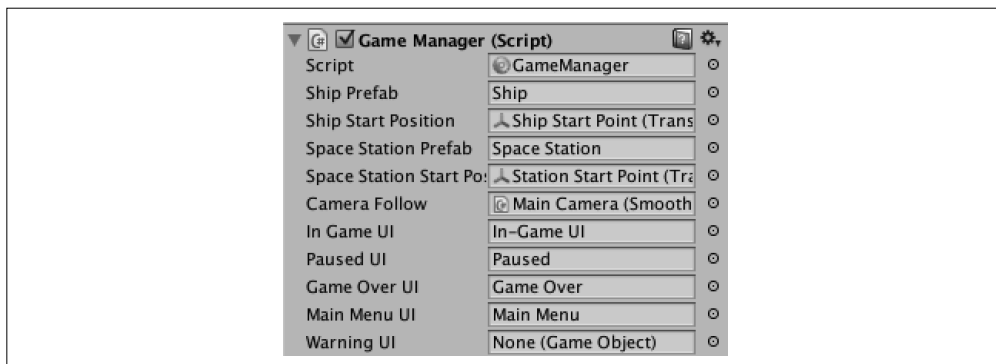 Game Manager (Script)
Script GameManager
Ship Prefab Ship
Ship Start Position Ship Start Point (Trans
Space Station Prefab Space Station
Space Station Start Po: Station Start Point (Tra
Camera Follow Main Camera (Smooth
In Game UI In-Game UI
Paused UI Paused
Game Over UI Game Over
Main Menu UI Main Menu
Warning UI None (Game Object)